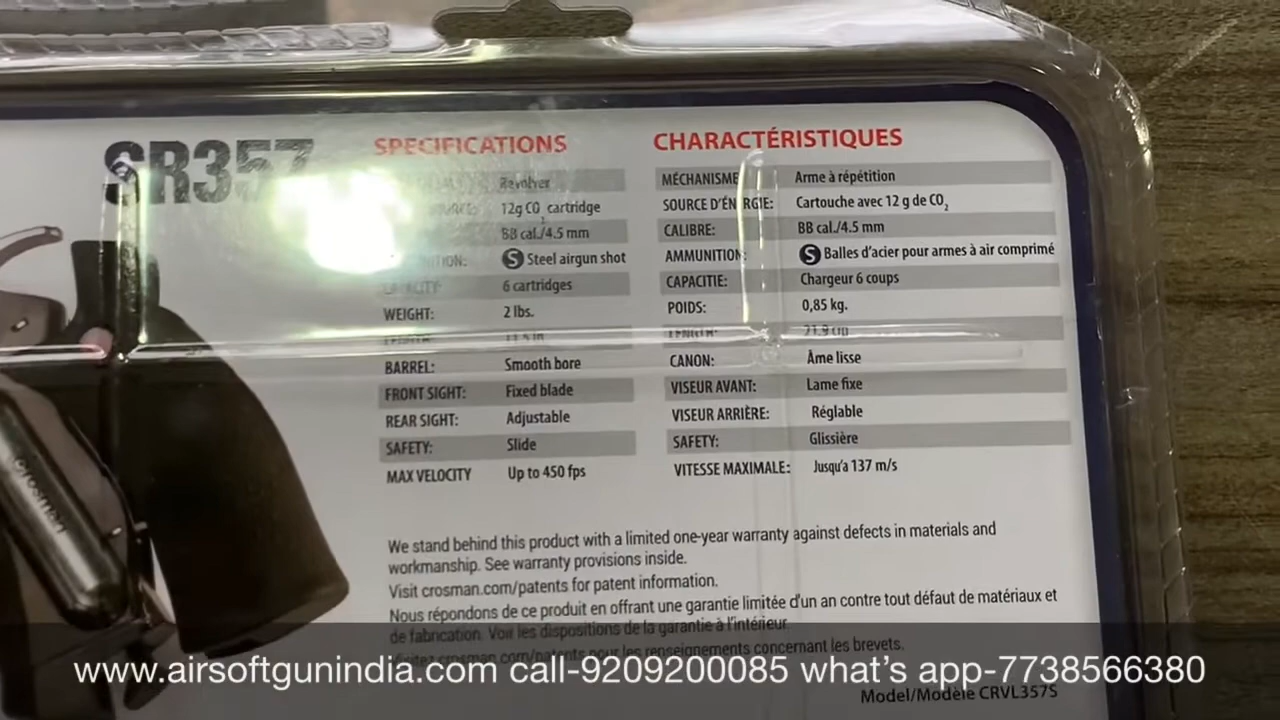 SR357
SPECIFICATIONS
Revolver
12g CO2 cartridge
BB cal./4.5 mm
S Steel airgun shot
6 cartridges
WEIGHT: 2 lbs.
BARREL: Smooth bore
FRONT SIGHT: Fixed blade
REAR SIGHT: Adjustable
SAFETY: Slide
MAX VELOCITY Up to 450 fps
CHARACTÉRISTIQUES
MÉCHANISME Arme à répétition
SOURCE D'ÉNERGIE: Cartouche avec 12 g de CO2
CALIBRE: BB cal./4.5 mm
AMMUNITION: S Balles d'acier pour armes à air comprimé
CAPACITIE: Chargeur 6 coups
POIDS: 0,85 kg.
LENGTH: 21.9 cm
CANON: Âme lisse
VISEUR AVANT: Lame fixe
VISEUR ARRIÈRE: Réglable
SAFETY: Glissière
VITESSE MAXIMALE: Jusqu'a 137 m/s
We stand behind this product with a limited one-year warranty against defects in materials and
workmanship. See warranty provisions inside.
Visit crosman.com/patents for patent information.
Nous répondons de ce produit en offrant une garantie limitée d'un an contre tout défaut de matériaux et
de fabrication. Voir les dispositions de la garantie à l'intérieur.
Visitez crosman.com/patents pour les renseignements concernant les brevets.
Model/Modèle CRVL357S
crosman
www.airsoftgunindia.com call-9209200085 what's app-7738566380